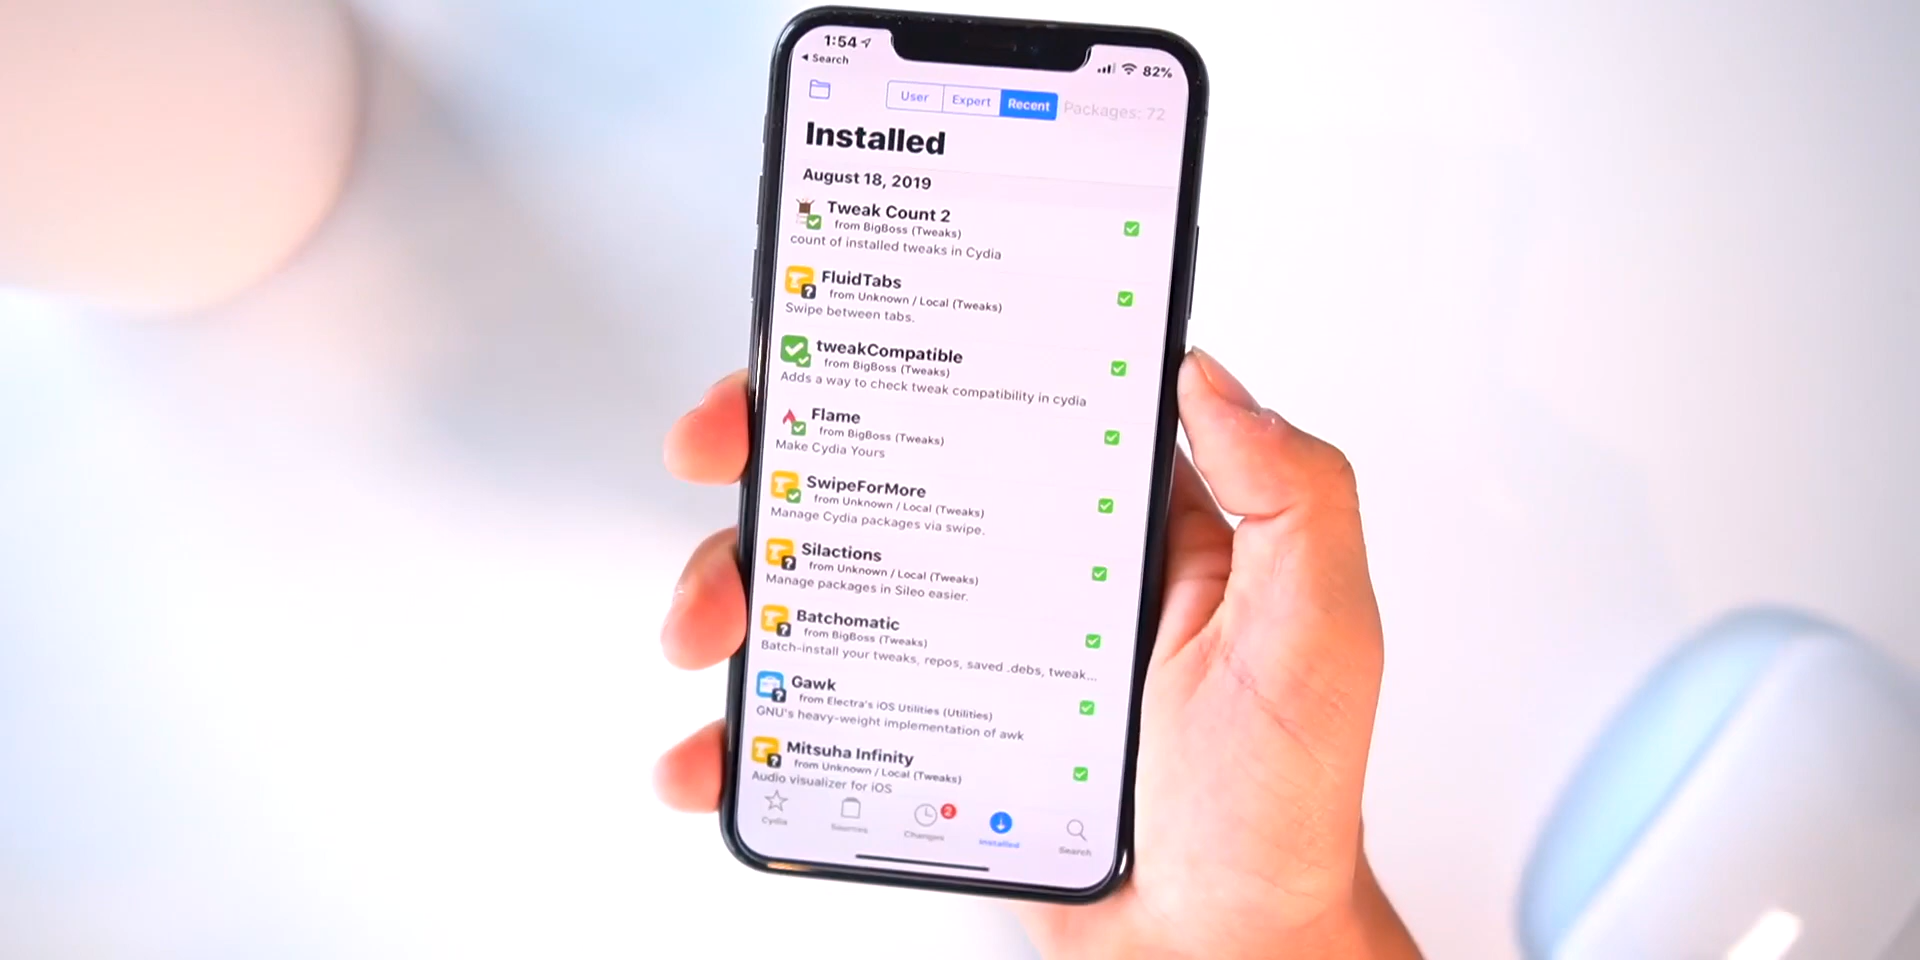 1:54
Search
82%
User
Expert
Recent
Packages: 72
Installed
August 18, 2019
Tweak Count 2
from BigBoss (Tweaks)
count of installed tweaks in Cydia
FluidTabs
from Unknown / Local (Tweaks)
Swipe between tabs.
tweakCompatible
from BigBoss (Tweaks)
Adds a way to check tweak compatibility in cydia
Flame
from BigBoss (Tweaks)
Make Cydia Yours
SwipeForMore
from Unknown / Local (Tweaks)
Manage Cydia packages via swipe.
Silactions
from Unknown / Local (Tweaks)
Manage packages in Sileo easier.
Batchomatic
from BigBoss (Tweaks)
Batch-install your tweaks, repos, saved .debs, tweak...
Gawk
from Electra's iOS Utilities (Utilities)
GNU's heavy-weight implementation of awk
Mitsuha Infinity
from Unknown / Local (Tweaks)
Audio visualizer for iOS
Cydia
Sources
2
Changes
Installed
Search